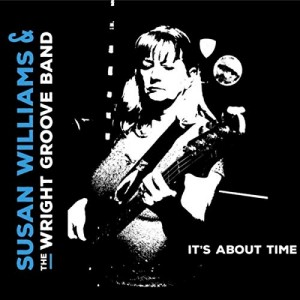 SUSAN WILLIAMS &
THE WRIGHT GROOVE BAND
IT'S ABOUT TIME